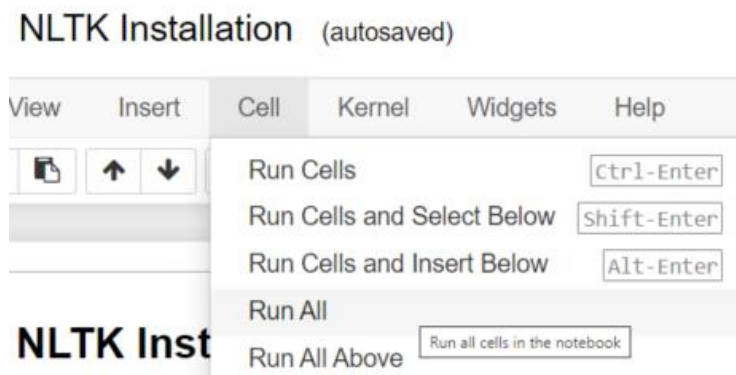 NLTK Installation (autosaved)
View Insert Cell Kernel Widgets Help
Run Cells Ctrl-Enter
Run Cells and Select Below Shift-Enter
Run Cells and Insert Below Alt-Enter
Run All
NLTK Inst
Run all cells in the notebook
Run All Above